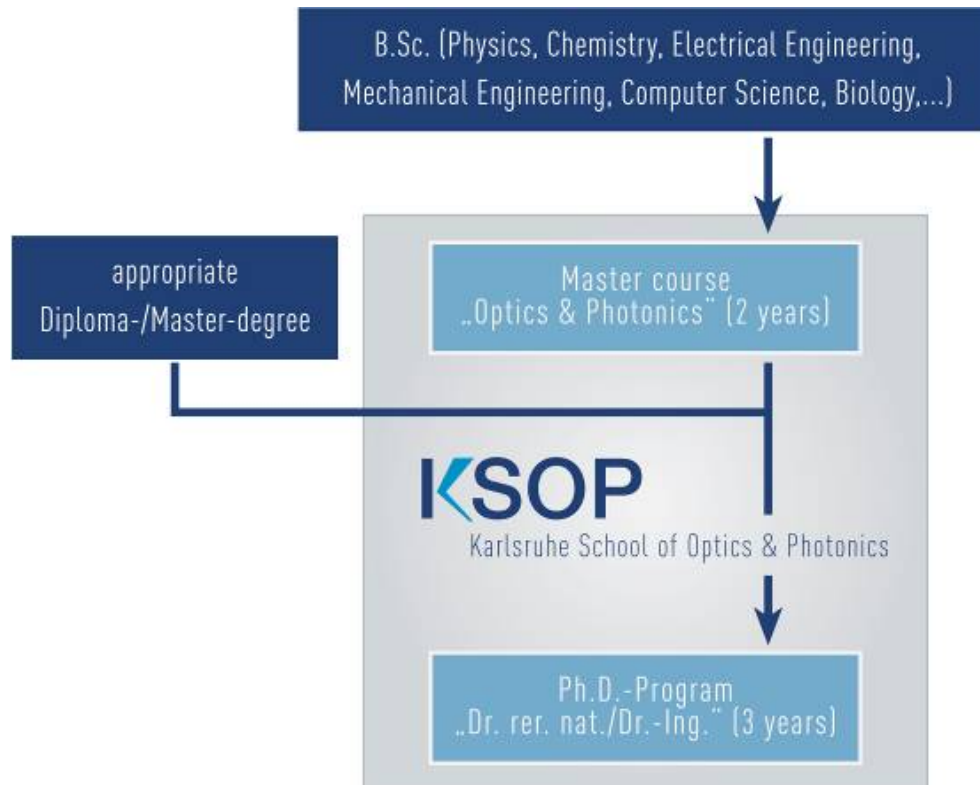 B.Sc. (Physics, Chemistry, Electrical Engineering,
Mechanical Engineering, Computer Science, Biology,...)
appropriate
Diploma-/Master-degree
Master course
„Optics & Photonics“ (2 years)
KSOP
Karlsruhe School of Optics & Photonics
Ph.D.-Program
„Dr. rer. nat./Dr.-Ing.“ (3 years)